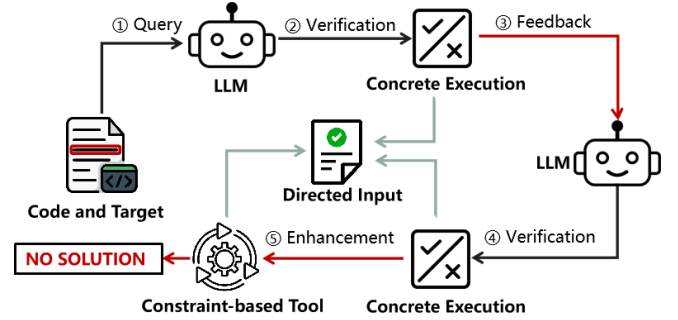 ① Query
② Verification
③ Feedback
LLM
Concrete Execution
</>
LLM
Directed Input
Code and Target
⑤ Enhancement
④ Verification
NO SOLUTION
Constraint-based Tool
Concrete Execution